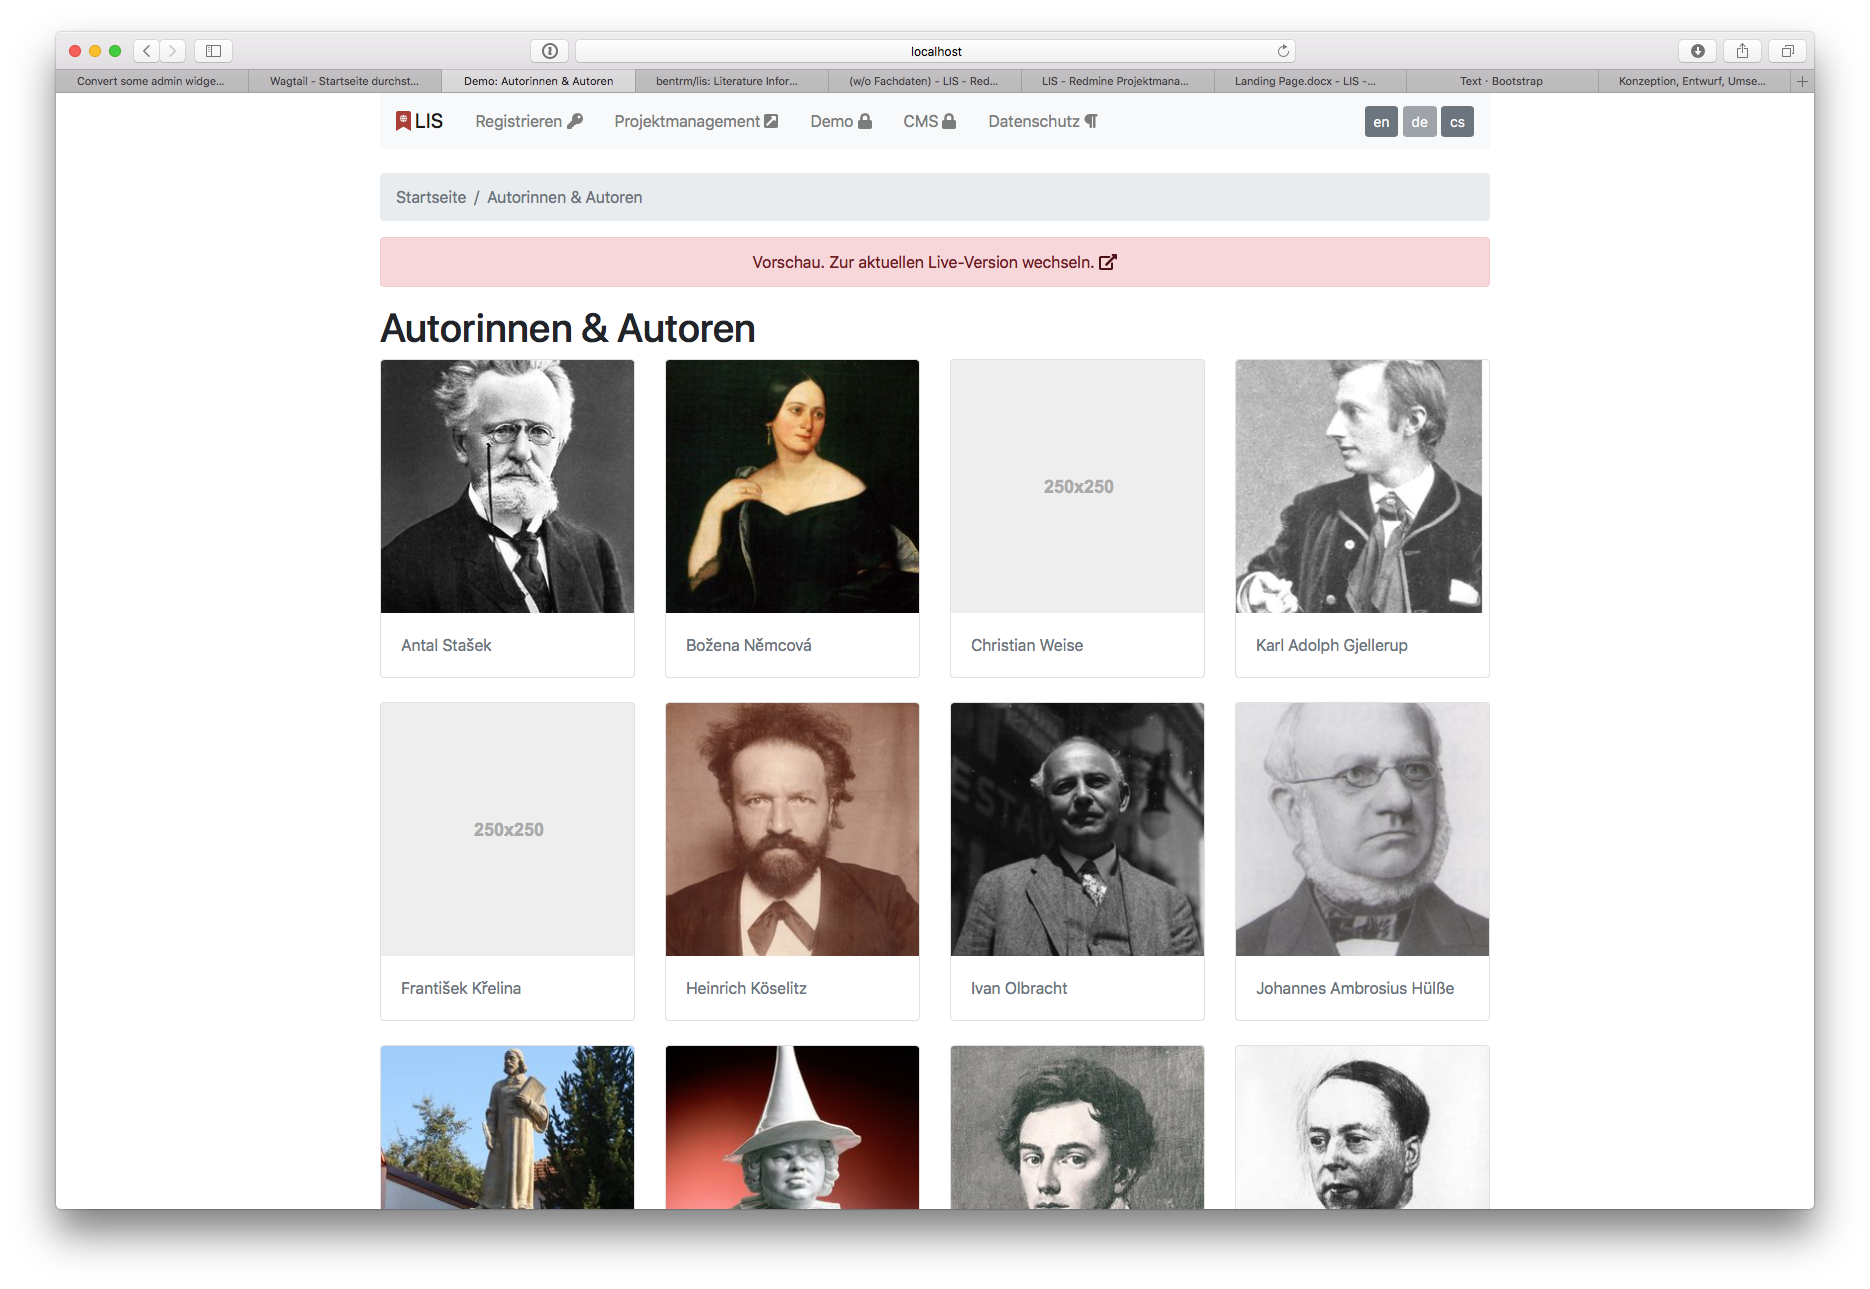 localhost
Convert some admin widge...
Wagtail - Startseite durchst...
Demo: Autorinnen & Autoren
bentrm/lis: Literature Infor...
(w/o Fachdaten) - LIS - Red...
LIS - Redmine Projektmana...
Landing Page.docx - LIS -...
Text · Bootstrap
Konzeption, Entwurf, Umse...
LIS Registrieren Projektmanagement Demo CMS Datenschutz ¶ en de cs
Startseite / Autorinnen & Autoren
Vorschau. Zur aktuellen Live-Version wechseln.
Autorinnen & Autoren
250x250
Antal Stašek
Božena Němcová
Christian Weise
Karl Adolph Gjellerup
250x250
František Křelina
Heinrich Köselitz
Ivan Olbracht
Johannes Ambrosius Hülße